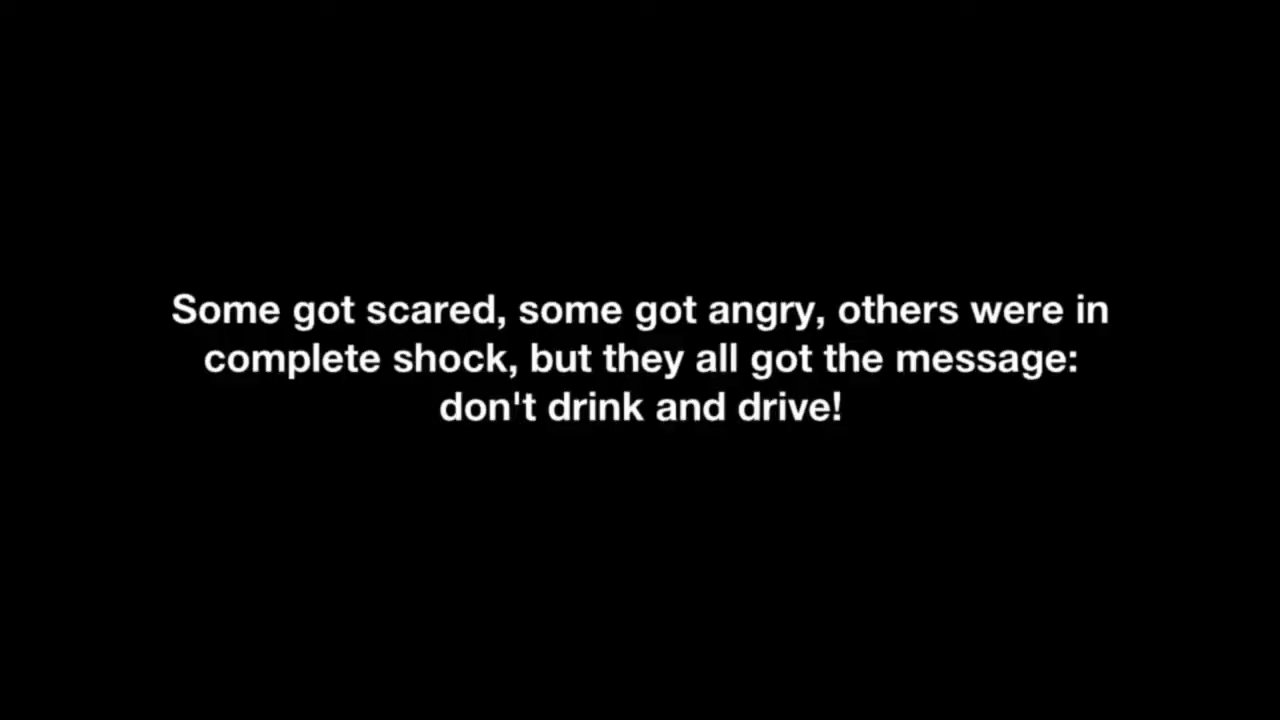 Some got scared, some got angry, others were in
complete shock, but they all got the message:
don't drink and drive!